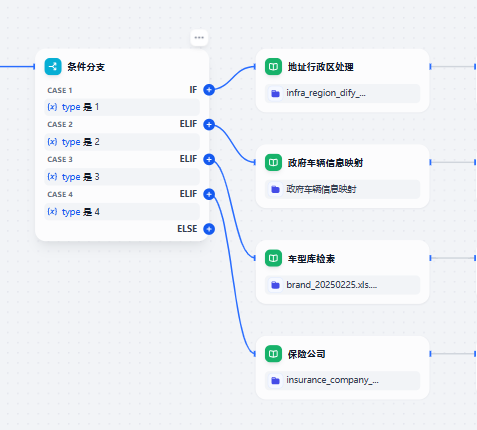 条件分支
CASE 1 IF
{x} type 是 1
CASE 2 ELIF
{x} type 是 2
CASE 3 ELIF
{x} type 是 3
CASE 4 ELIF
{x} type 是 4
ELSE
地址行政区处理
infra_region_dify_...
政府车辆信息映射
政府车辆信息映射
车型库检索
brand_20250225.xls....
保险公司
insurance_company_...